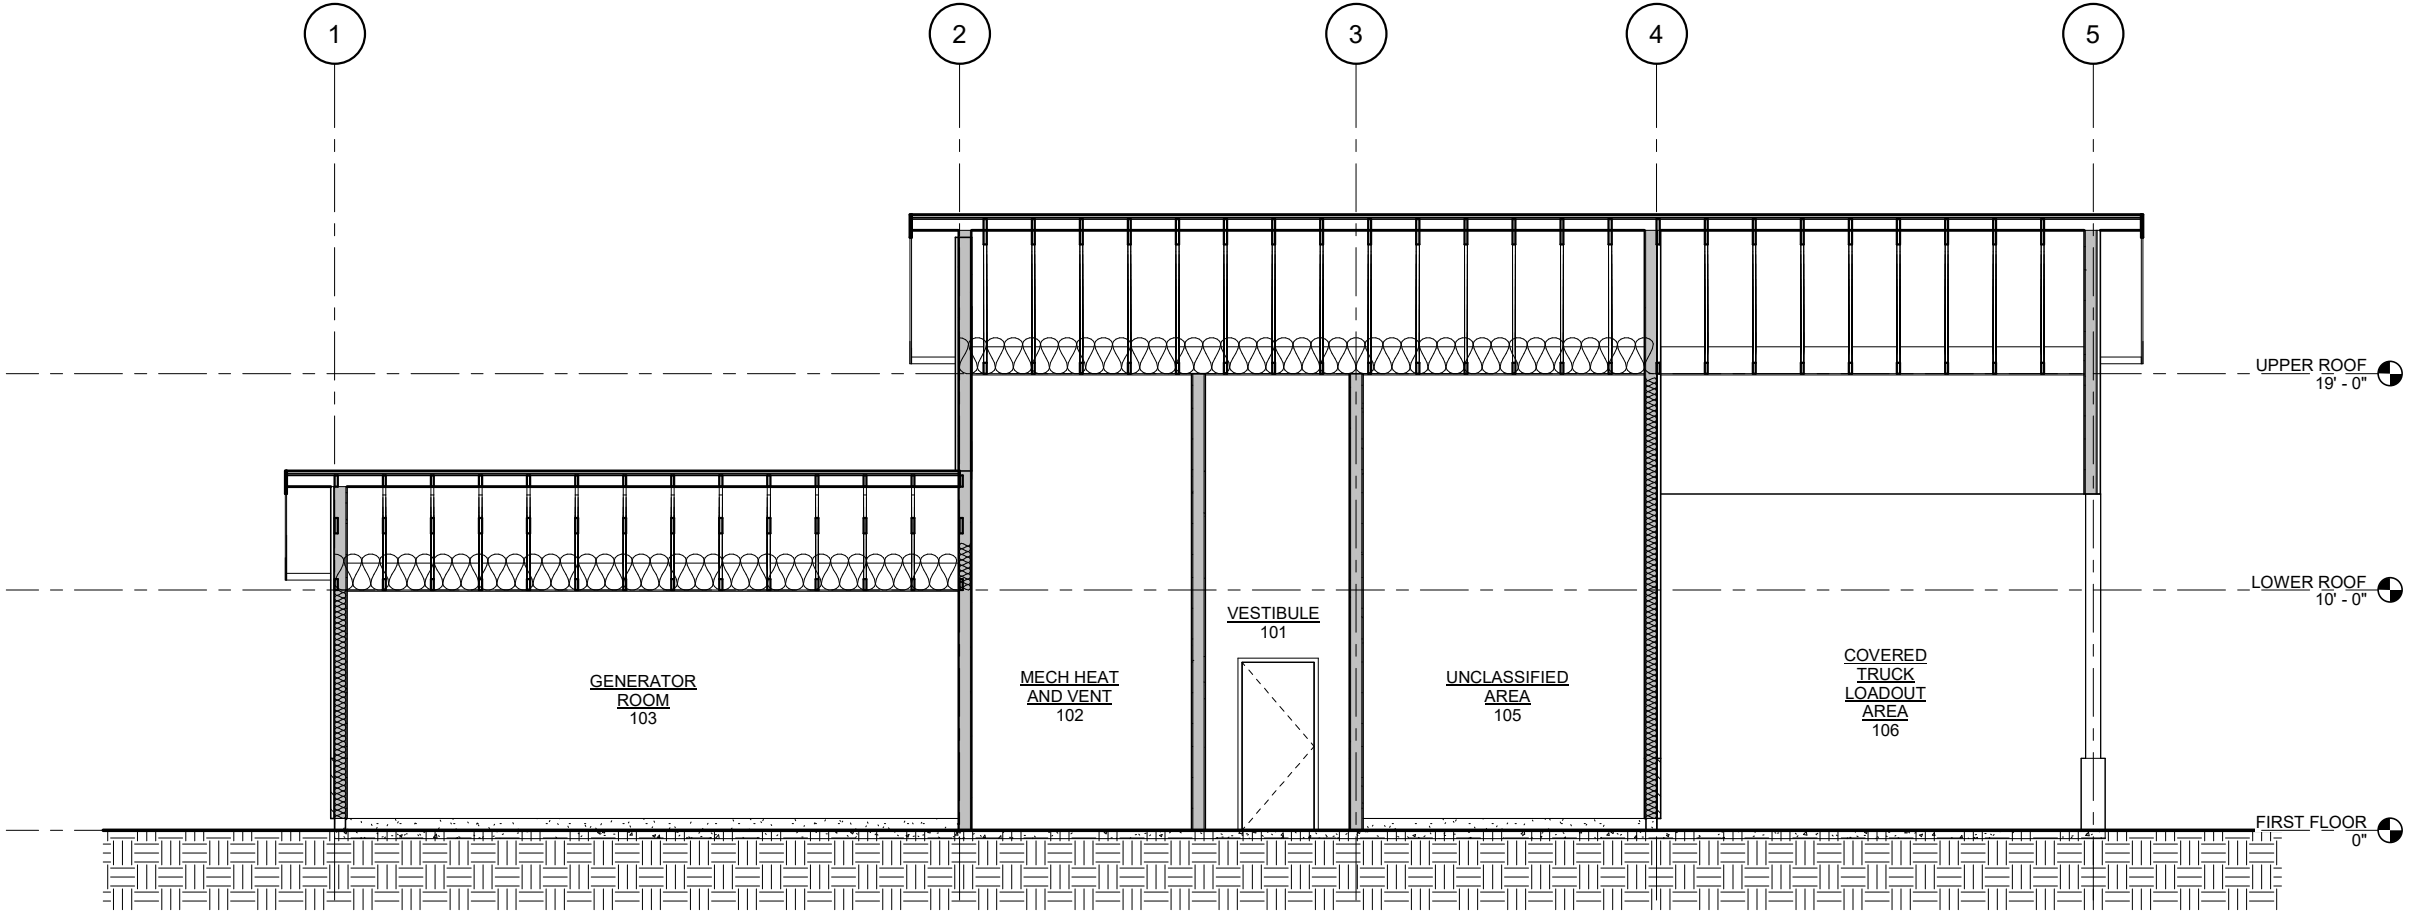 1
2
3
4
5
UPPER ROOF
19' - 0"
LOWER ROOF
10' - 0"
VESTIBULE
101
GENERATOR
ROOM
103
MECH HEAT
AND VENT
102
UNCLASSIFIED
AREA
105
COVERED
TRUCK
LOADOUT
AREA
106
FIRST FLOOR
0"